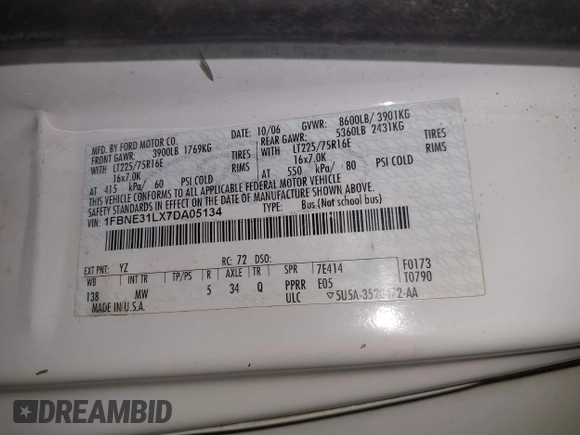 MFD. BY FORD MOTOR CO. DATE: 10/06 GVWR: 8600LB/ 3901KG
FRONT GAWR: 3900LB 1769KG REAR GAWR: 5360LB 2431KG
WITH LT225/75R16E TIRES WITH LT225/75R16E TIRES
16x7.0K RIMS 16x7.0K RIMS
AT 415 kPa/ 60 PSI COLD AT 550 kPa/ 80 PSI COLD
THIS VEHICLE CONFORMS TO ALL APPLICABLE FEDERAL MOTOR VEHICLE
SAFETY STANDARDS IN EFFECT ON THE DATE OF MANUFACTURE SHOWN ABOVE.
VIN: 1FBNE31LX7DA05134 TYPE: Bus (Not school bus)
EXT PNT: YZ RC: 72 DSO:
WB INT TR TP/PS R AXLE TR SPR 7E414 F0173
138 MW 5 34 Q PPRR E05 T0790
MADE IN U.S.A. ULC
DREAMBID